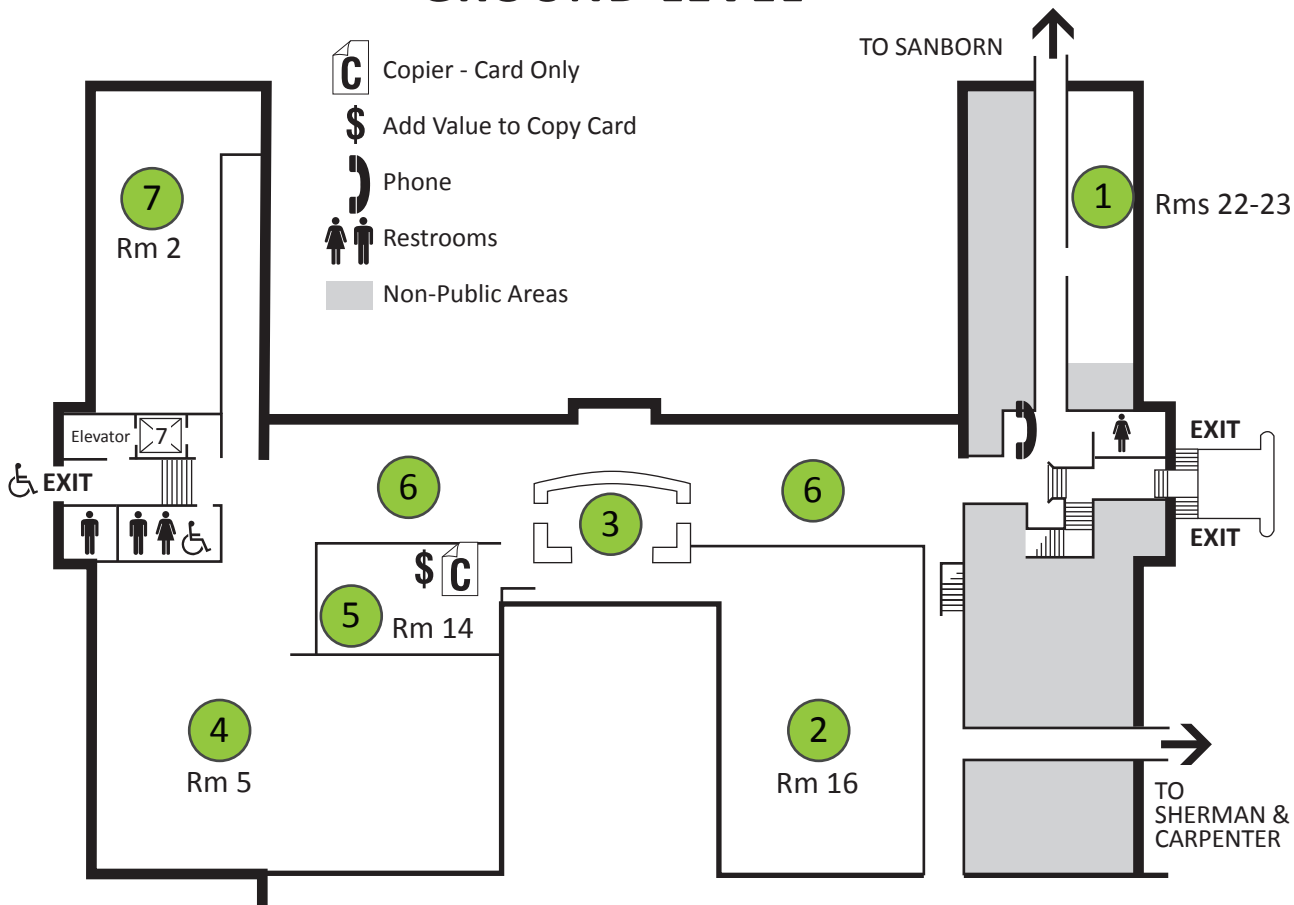 TO SANBORN
C Copier - Card Only
$ Add Value to Copy Card
Phone
Restrooms
Non-Public Areas
7
Rm 2
1
Rms 22-23
Elevator
7
EXIT
EXIT
EXIT
6
3
6
$ C
5
Rm 14
4
Rm 5
2
Rm 16
TO
SHERMAN &
CARPENTER